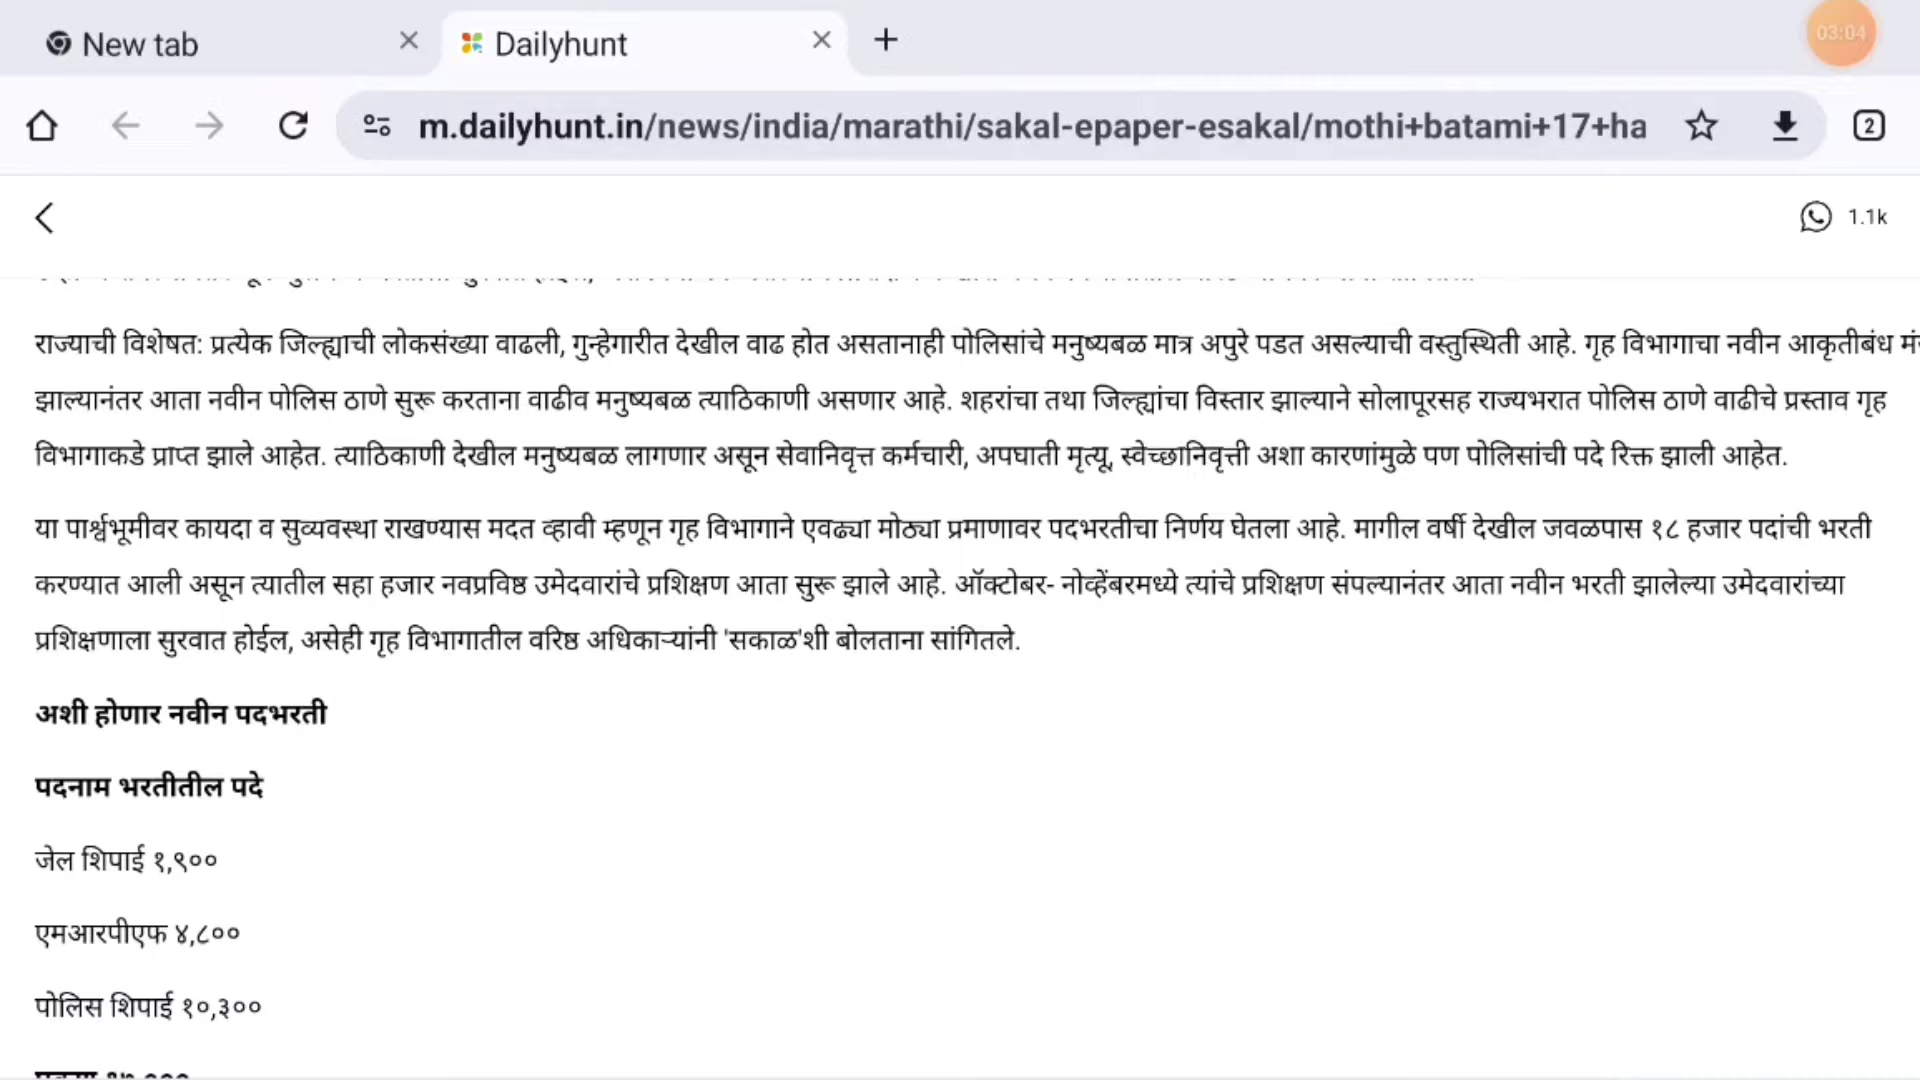 New tab
Dailyhunt
03:04
m.dailyhunt.in/news/india/marathi/sakal-epaper-esakal/mothi+batami+17+ha
2
1.1k
राज्याची विशेषत: प्रत्येक जिल्ह्याची लोकसंख्या वाढली, गुन्हेगारीत देखील वाढ होत असतानाही पोलिसांचे मनुष्यबळ मात्र अपुरे पडत असल्याची वस्तुस्थिती आहे. गृह विभागाचा नवीन आकृतीबंध
झाल्यानंतर आता नवीन पोलिस ठाणे सुरू करताना वाढीव मनुष्यबळ त्याठिकाणी असणार आहे. शहरांचा तथा जिल्ह्यांचा विस्तार झाल्याने सोलापूरसह राज्यभरात पोलिस ठाणे वाढीचे प्रस्ताव गृह
विभागाकडे प्राप्त झाले आहेत. त्याठिकाणी देखील मनुष्यबळ लागणार असून सेवानिवृत्त कर्मचारी, अपघाती मृत्यू, स्वेच्छानिवृत्ती अशा कारणांमुळे पण पोलिसांची पदे रिक्त झाली आहेत.
या पार्श्वभूमीवर कायदा व सुव्यवस्था राखण्यास मदत व्हावी म्हणून गृह विभागाने एवढ्या मोठ्या प्रमाणावर पदभरतीचा निर्णय घेतला आहे. मागील वर्षी देखील जवळपास १८ हजार पदांची भरती
करण्यात आली असून त्यातील सहा हजार नवप्रविष्ठ उमेदवारांचे प्रशिक्षण आता सुरू झाले आहे. ऑक्टोबर- नोव्हेंबरमध्ये त्यांचे प्रशिक्षण संपल्यानंतर आता नवीन भरती झालेल्या उमेदवारांच्या
प्रशिक्षणाला सुरवात होईल, असेही गृह विभागातील वरिष्ठ अधिकाऱ्यांनी 'सकाळ'शी बोलताना सांगितले.
अशी होणार नवीन पदभरती
पदनाम भरतीतील पदे
जेल शिपाई १,९००
एमआरपीएफ ४,८००
पोलिस शिपाई १०,३००